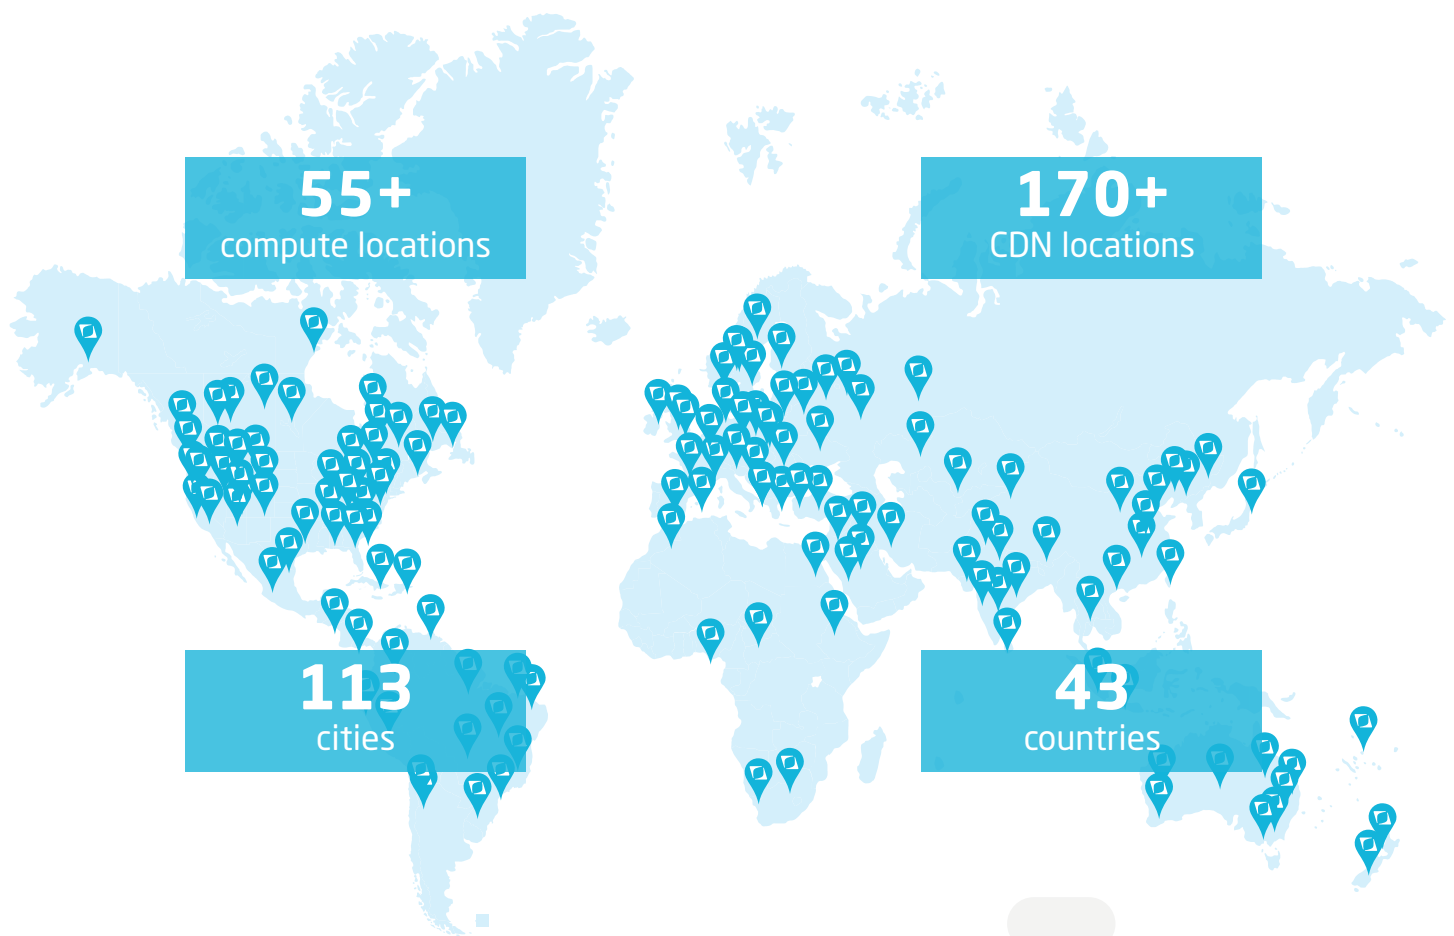 55+
compute locations
170+
CDN locations
113
cities
43
countries